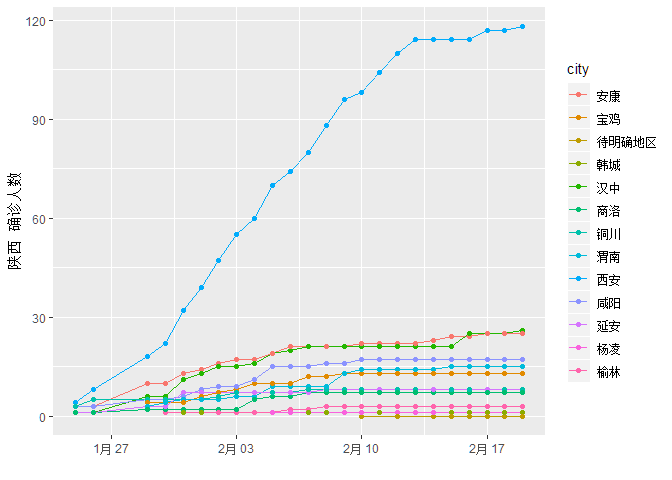 120
90
60
30
0
陕西 确诊人数
1月 27
2月 03
2月 10
2月 17
city
安康
宝鸡
待明确地区
韩城
汉中
商洛
铜川
渭南
西安
咸阳
延安
杨凌
榆林